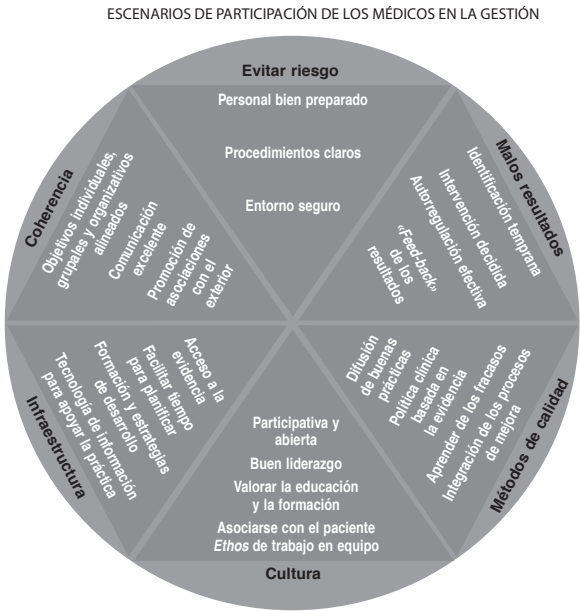 ESCENARIOS DE PARTICIPACIÓN DE LOS MÉDICOS EN LA GESTIÓN
Evitar riesgo
Personal bien preparado
Procedimientos claros
Entorno seguro
Malos resultados
Identificación temprana
Intervención decidida
Autorregulación efectiva
«Feed-back»
de los
resultados
Métodos de calidad
Difusión
de buenas
prácticas
Política clínica
basada en
la evidencia
Aprender de los fracasos
Integración de los procesos
de mejora
Cultura
Participativa y
abierta
Buen liderazgo
Valorar la educación
y la formación
Asociarse con el paciente
Ethos de trabajo en equipo
Infraestructura
Acceso a la
evidencia
Facilitar tiempo
para planificar
Formación y estrategias
de desarrollo
Tecnología de información
para apoyar la práctica
Coherencia
Objetivos individuales,
grupales y organizativos
alineados
Comunicación
excelente
Promoción de
asociaciones
con el
exterior